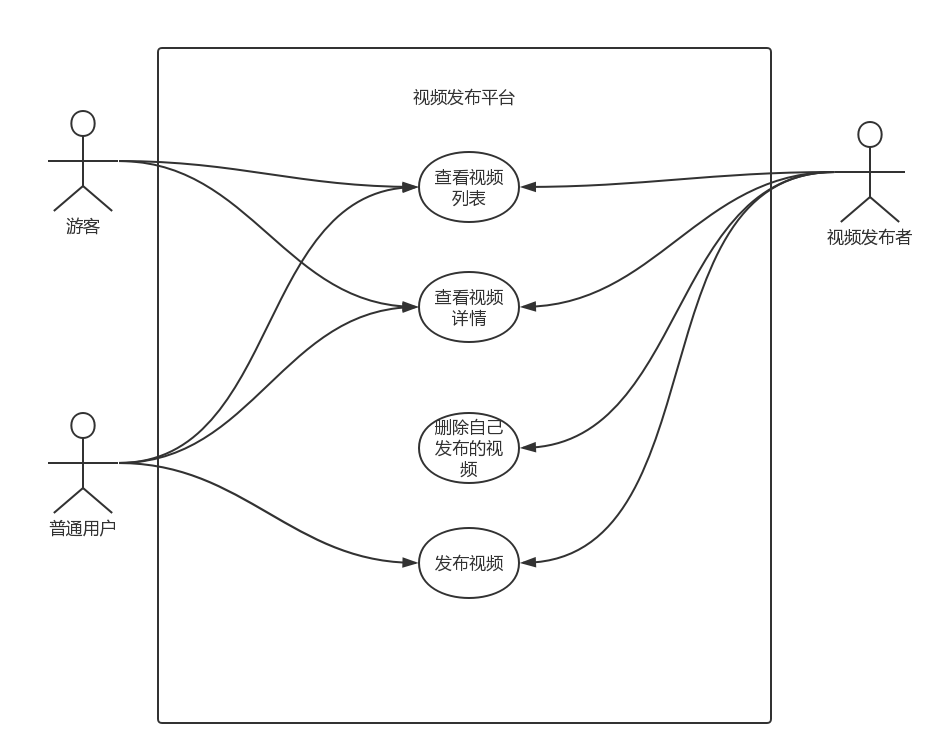 视频发布平台
游客
查看视频
列表
视频发布者
查看视频
详情
删除自己
发布的视
频
普通用户
发布视频